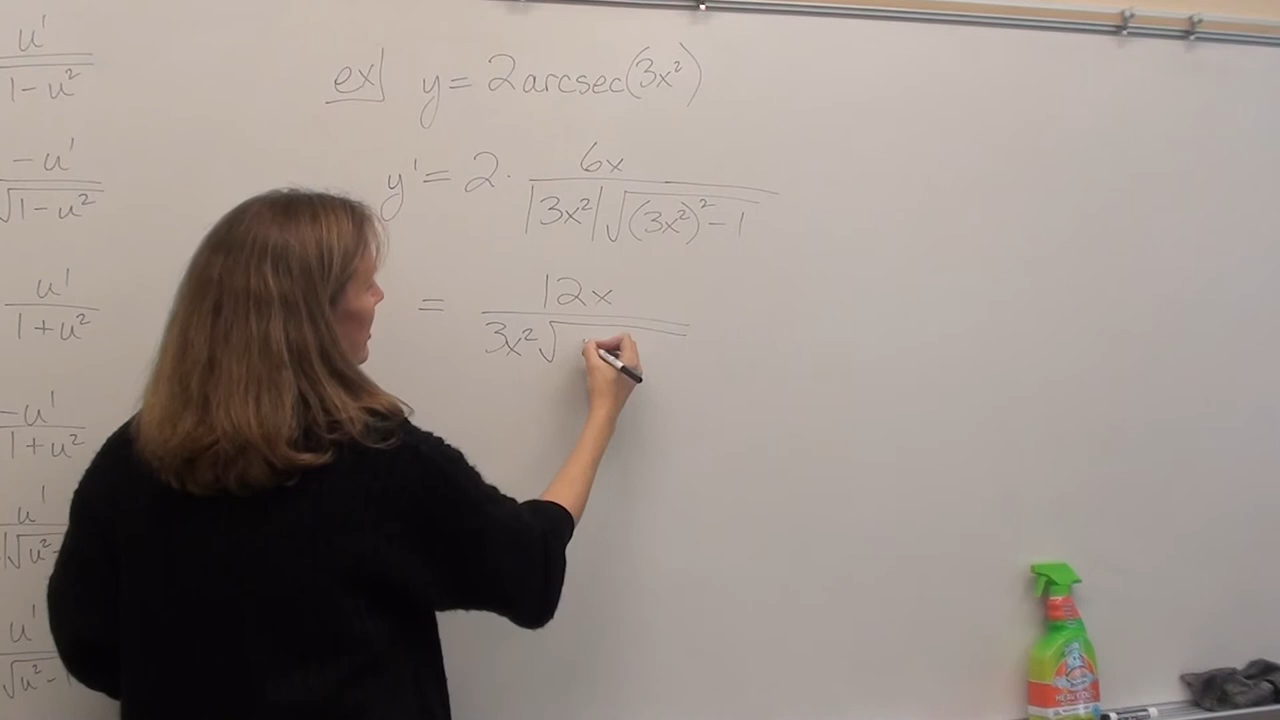 u'
1-u²
-u'
√1-u²
u'
1+u²
-u'
1+u²
u'
|√u²-
u'
√u²-1
ex| y = 2arcsec(3x²)
y' = 2 · 6x
|3x²|√(3x²)²-1
= 12x
3x²√